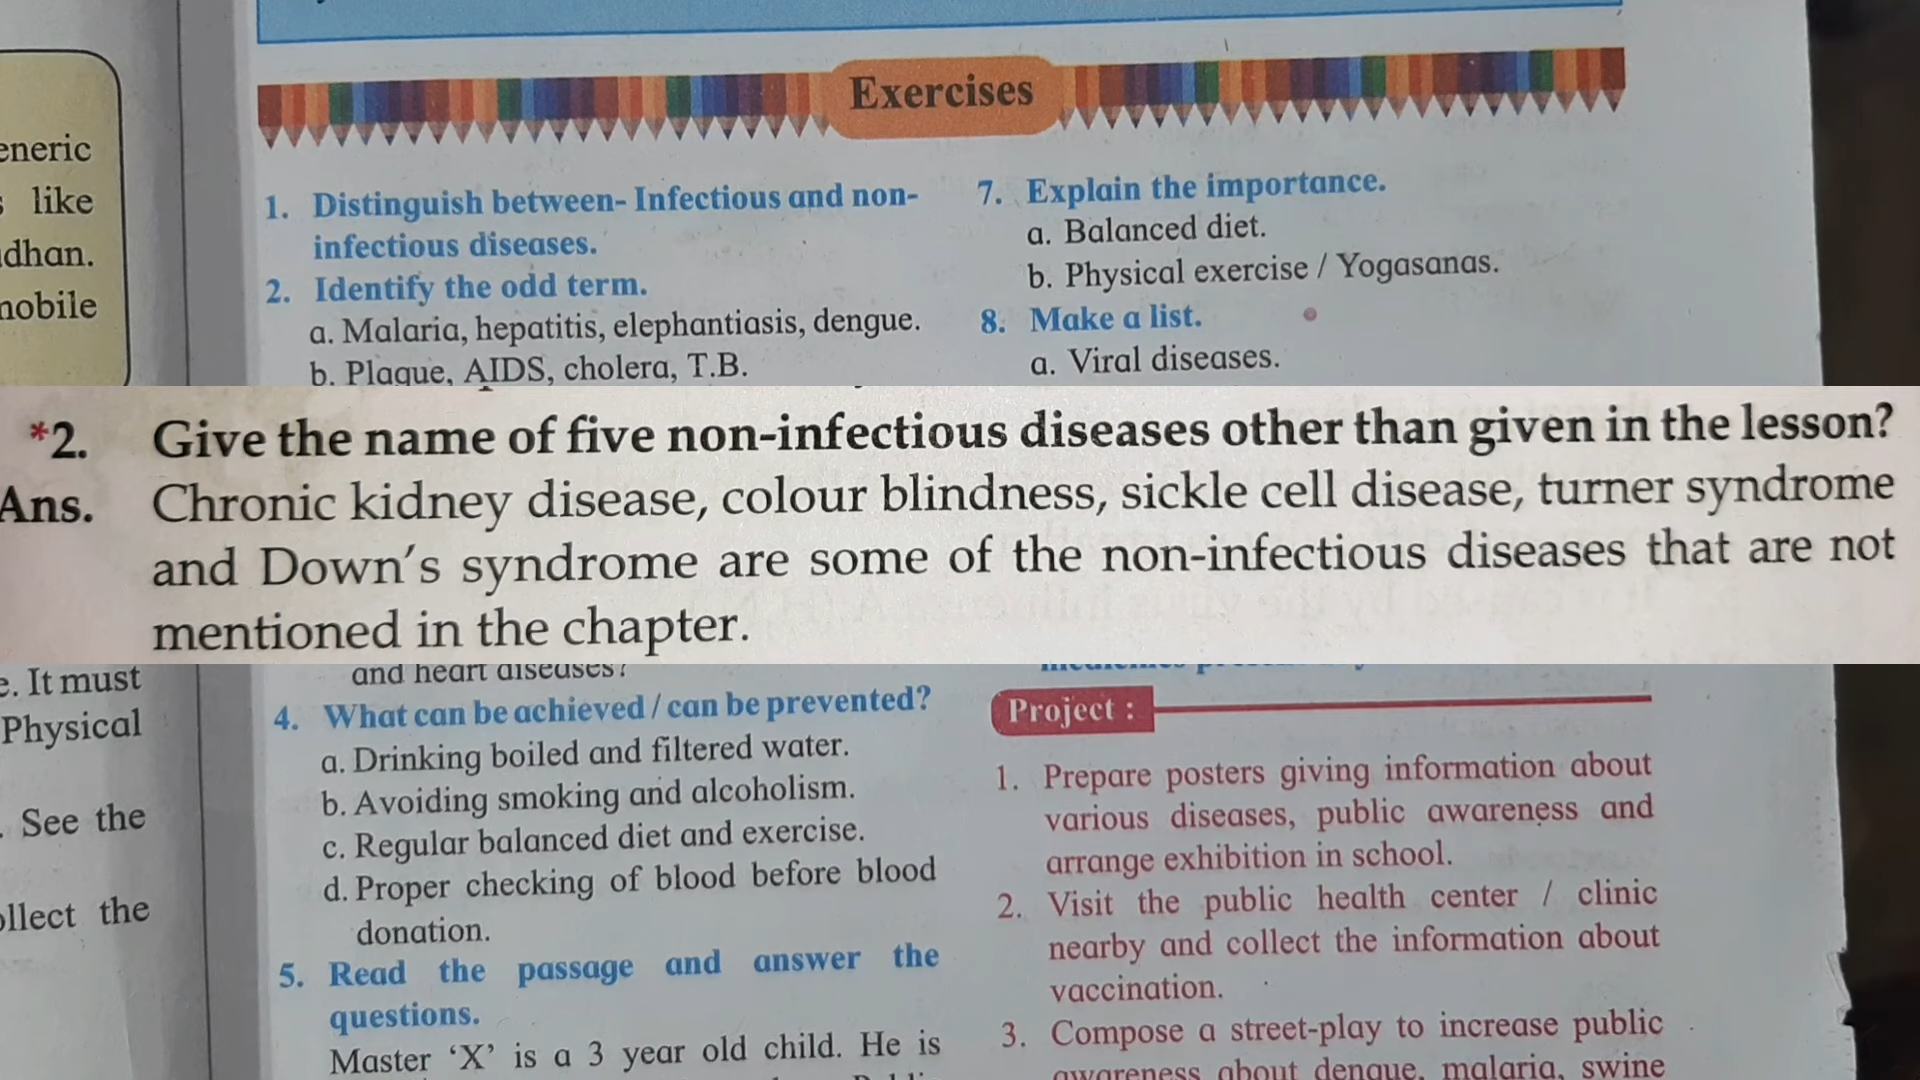 Exercises
eneric
like
dhan.
mobile
1. Distinguish between- Infectious and non-
infectious diseases.
2. Identify the odd term.
a. Malaria, hepatitis, elephantiasis, dengue.
b. Plague, AIDS, cholera, T.B.
7. Explain the importance.
a. Balanced diet.
b. Physical exercise / Yogasanas.
8. Make a list.
a. Viral diseases.
*2. Give the name of five non-infectious diseases other than given in the lesson?
Ans. Chronic kidney disease, colour blindness, sickle cell disease, turner syndrome
and Down's syndrome are some of the non-infectious diseases that are not
mentioned in the chapter.
e. It must
Physical
. See the
ollect the
and heart diseases?
4. What can be achieved / can be prevented?
a. Drinking boiled and filtered water.
b. Avoiding smoking and alcoholism.
c. Regular balanced diet and exercise.
d. Proper checking of blood before blood
donation.
5. Read the passage and answer the
questions.
Master ‘X’ is a 3 year old child. He is
Project :
1. Prepare posters giving information about
various diseases, public awareness and
arrange exhibition in school.
2. Visit the public health center / clinic
nearby and collect the information about
vaccination.
3. Compose a street-play to increase public
awareness about dengue, malaria, swine